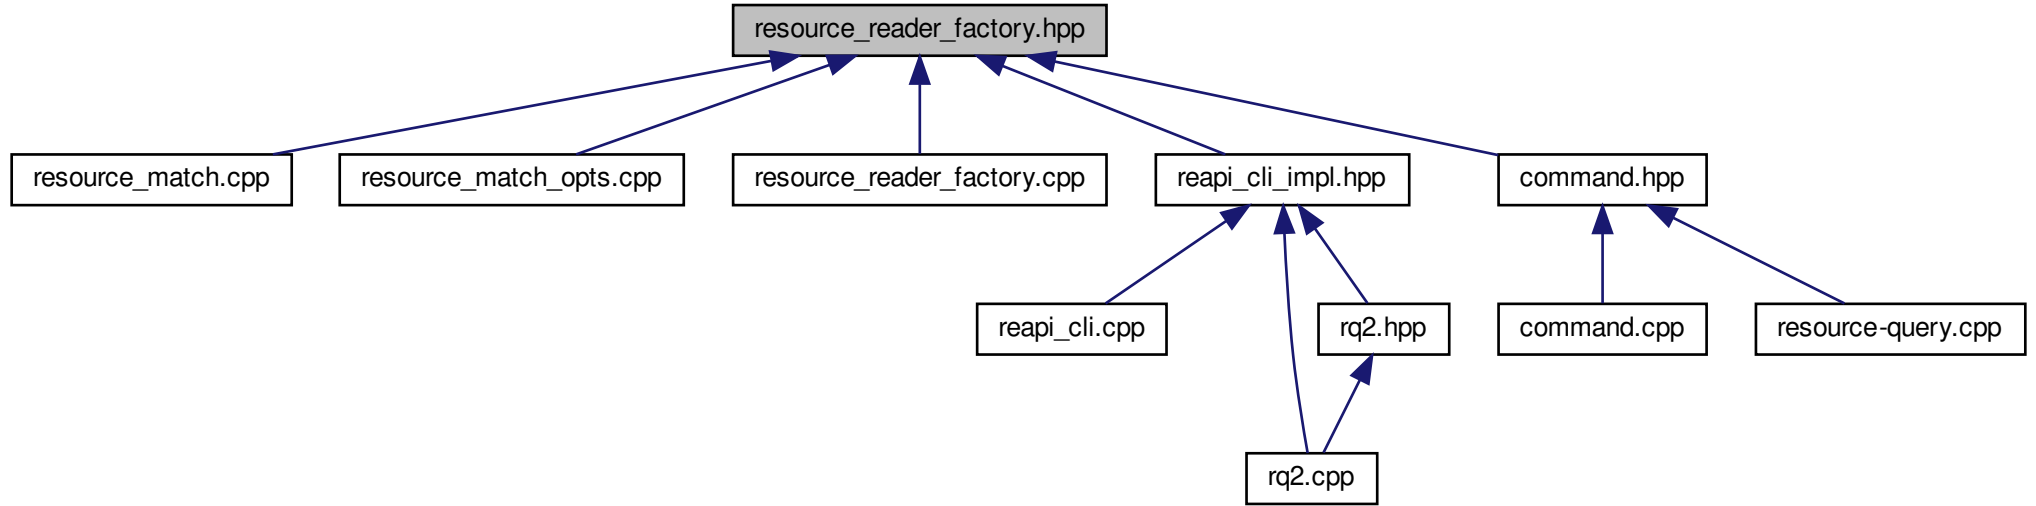 resource_reader_factory.hpp
resource_match.cpp
resource_match_opts.cpp
resource_reader_factory.cpp
reapi_cli_impl.hpp
command.hpp
reapi_cli.cpp
rq2.hpp
command.cpp
resource-query.cpp
rq2.cpp